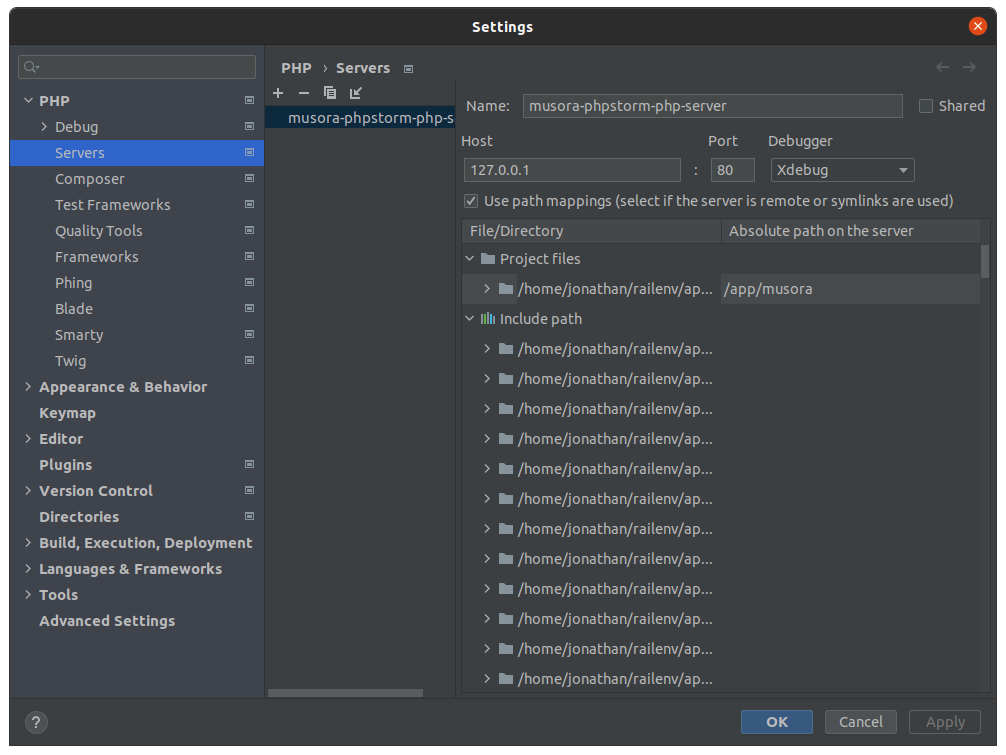 Settings
PHP
Debug
Servers
Composer
Test Frameworks
Quality Tools
Frameworks
Phing
Blade
Smarty
Twig
Appearance & Behavior
Keymap
Editor
Plugins
Version Control
Directories
Build, Execution, Deployment
Languages & Frameworks
Tools
Advanced Settings
PHP › Servers
musora-phpstorm-php-s
Name: musora-phpstorm-php-server Shared
Host Port Debugger
127.0.0.1 : 80 Xdebug
Use path mappings (select if the server is remote or symlinks are used)
File/Directory Absolute path on the server
Project files
/home/jonathan/railenv/ap... /app/musora
Include path
/home/jonathan/railenv/ap...
/home/jonathan/railenv/ap...
/home/jonathan/railenv/ap...
/home/jonathan/railenv/ap...
/home/jonathan/railenv/ap...
/home/jonathan/railenv/ap...
/home/jonathan/railenv/ap...
/home/jonathan/railenv/ap...
/home/jonathan/railenv/ap...
/home/jonathan/railenv/ap...
/home/jonathan/railenv/ap...
/home/jonathan/railenv/ap...
? OK Cancel Apply